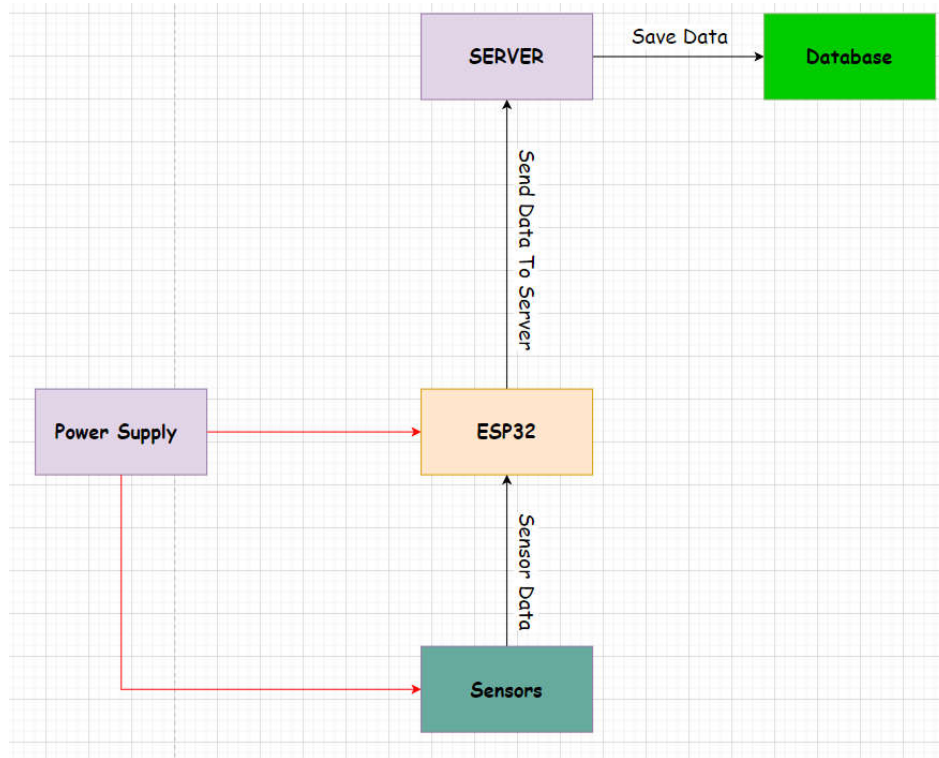 SERVER
Save Data
Database
Send Data To Server
Power Supply
ESP32
Sensor Data
Sensors